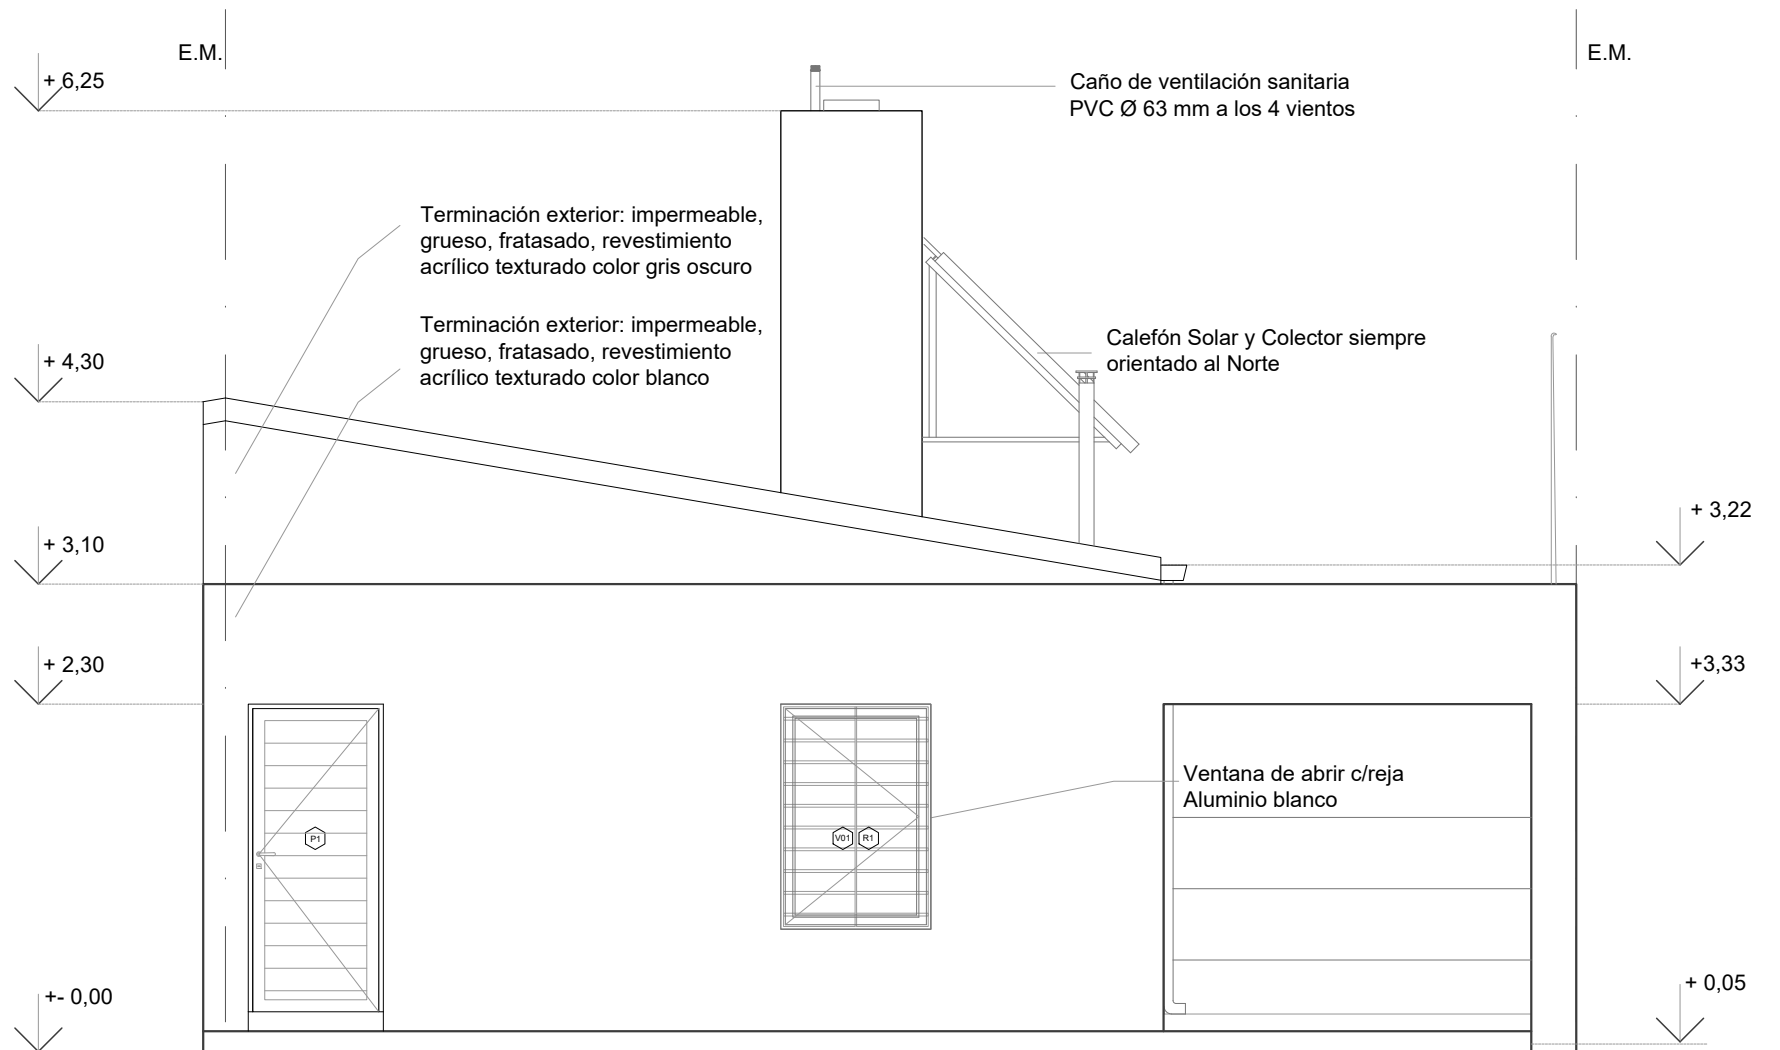 E.M.
E.M.
+ 6,25
Caño de ventilación sanitaria
PVC Ø 63 mm a los 4 vientos
Terminación exterior: impermeable,
grueso, fratasado, revestimiento
acrílico texturado color gris oscuro
Terminación exterior: impermeable,
grueso, fratasado, revestimiento
acrílico texturado color blanco
Calefón Solar y Colector siempre
orientado al Norte
+ 4,30
+ 3,22
+ 3,10
+ 2,30
+3,33
Ventana de abrir c/reja
Aluminio blanco
P1
V01
R1
+- 0,00
+ 0,05